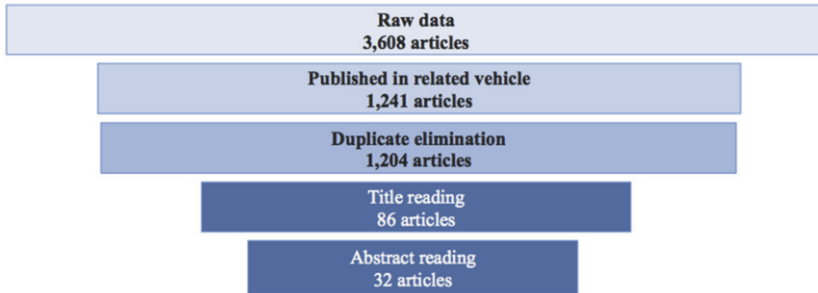 Raw data
3,608 articles
Published in related vehicle
1,241 articles
Duplicate elimination
1,204 articles
Title reading
86 articles
Abstract reading
32 articles